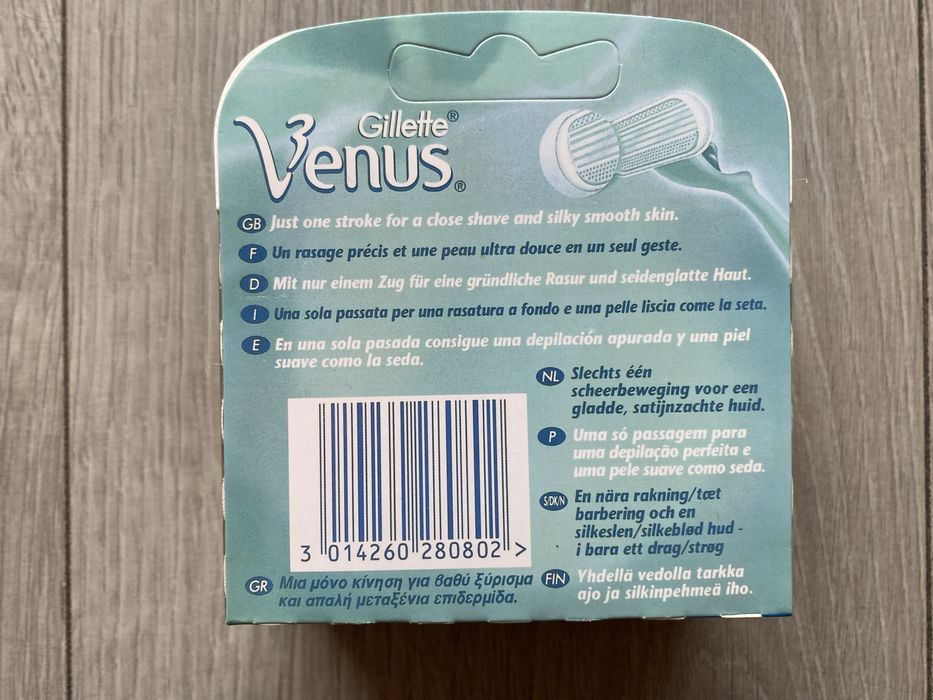 Gillette®
Venus®
GB Just one stroke for a close shave and silky smooth skin.
F Un rasage précis et une peau ultra douce en un seul geste.
D Mit nur einem Zug für eine gründliche Rasur und seidenglatte Haut.
I Una sola passata per una rasatura a fondo e una pelle liscia come la seta.
E En una sola pasada consigue una depilación apurada y una piel
suave como la seda.
NL Slechts één
scheerbeweging voor een
gladde, satijnzachte huid.
P Uma só passagem para
uma depilação perfeita e
uma pele suave como seda.
S/DK/N En nära rakning/tæt
barbering och en
silkeslen/silkeblød hud -
i bara ett drag/strøg
3 014260 280802 >
GR Μια μόνο κίνηση για βαθύ ξύρισμα
και απαλή μεταξένια επιδερμίδα.
FIN Yhdellä vedolla tarkka
ajo ja silkinpehmeä iho.